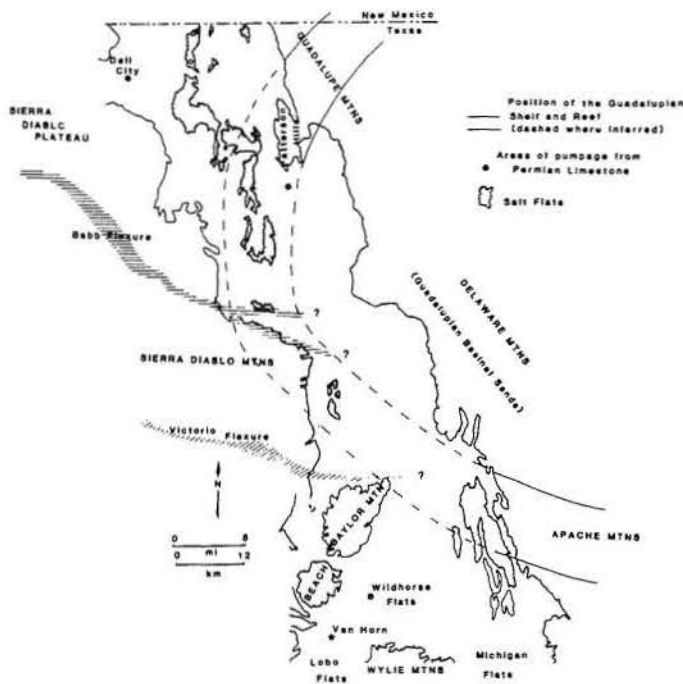 New Mexico
Texas
Dell
City
GUADALUPE MTNS
Patterson
Hills
SIERRA
DIABLO
PLATEAU
Position of the Guadalupian
Shelf and Reef
(dashed where inferred)
Areas of pumpage from
Permian Limestone
Salt Flats
Babb Flexure
?
?
DELAWARE MTNS
(Guadalupian Basinal Sands)
SIERRA DIABLO MTNS
Victorio Flexure
?
N
BAYLOR MTN
0 8
mi
0 12
km
APACHE MTNS
BEACH
Wildhorse
Flats
Van Horn
Lobo
Flats
WYLIE MTNS
Michigan
Flats